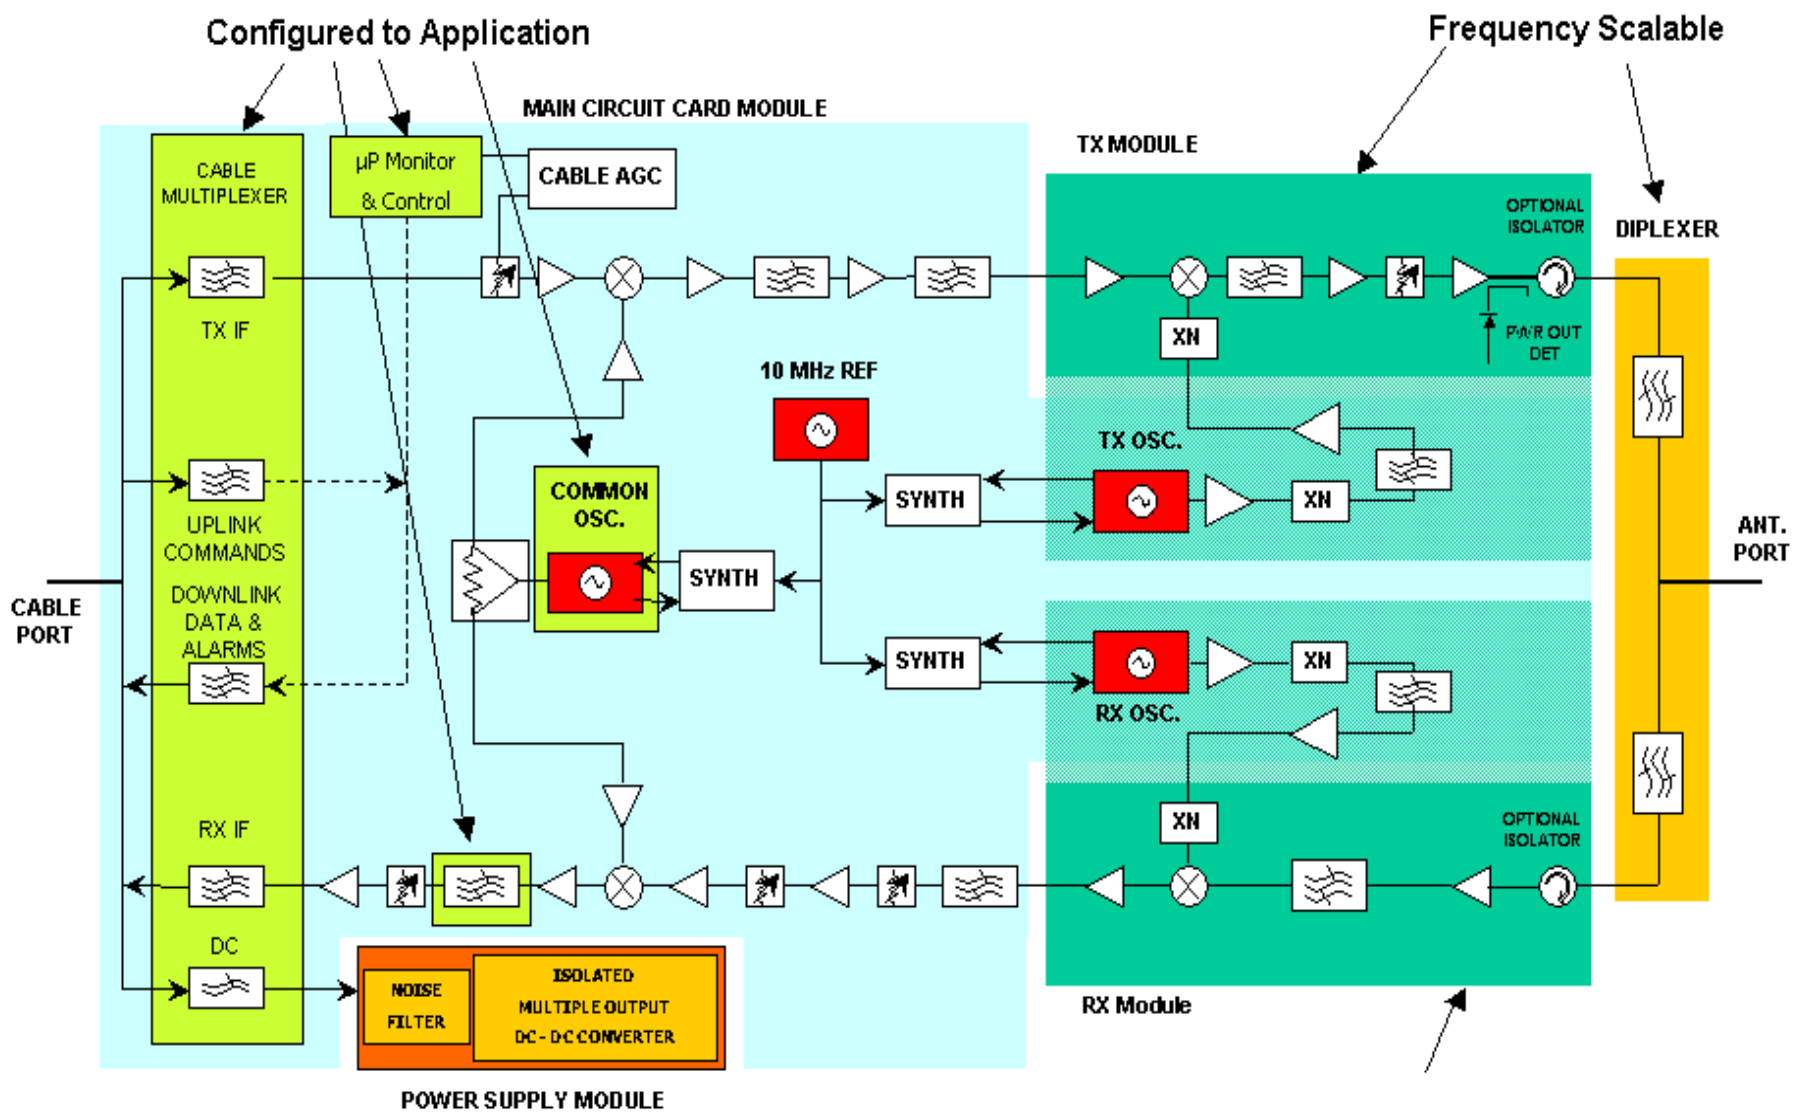 Configured to Application
Frequency Scalable
MAIN CIRCUIT CARD MODULE
TX MODULE
CABLE
MULTIPLEXER
µP Monitor
& Control
CABLE AGC
OPTIONAL
ISOLATOR
DIPLEXER
TX IF
XN
PWR OUT
DET
10 MHz REF
TX OSC.
COMMON
OSC.
SYNTH
XN
UPLINK
COMMANDS
ANT.
PORT
SYNTH
CABLE
PORT
DOWNLINK
DATA &
ALARMS
SYNTH
XN
RX OSC.
RX IF
XN
OPTIONAL
ISOLATOR
DC
NOISE
FILTER
ISOLATED
MULTIPLE OUTPUT
DC - DC CONVERTER
RX Module
POWER SUPPLY MODULE